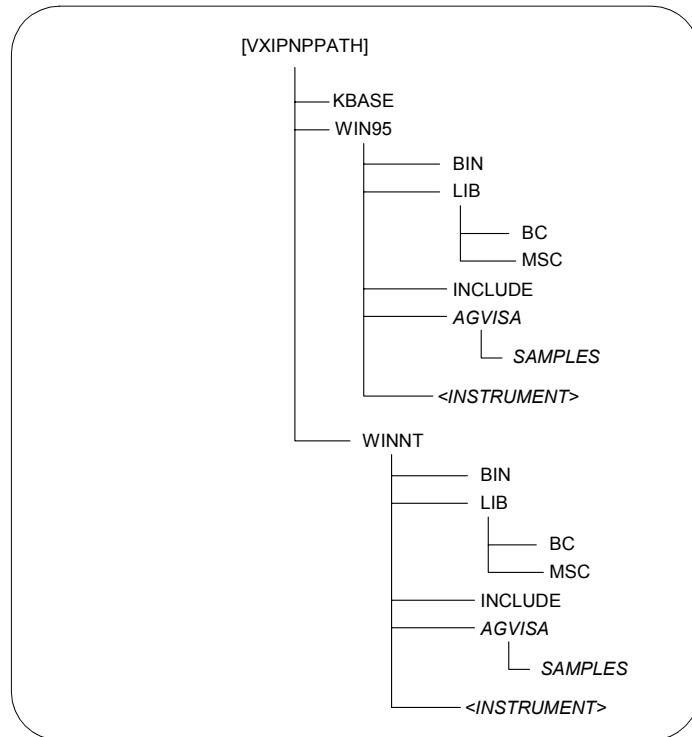 [VXIPNPPATH]
KBASE
WIN95
BIN
LIB
BC
MSC
INCLUDE
AGVISA
SAMPLES
<INSTRUMENT>
WINNT
BIN
LIB
BC
MSC
INCLUDE
AGVISA
SAMPLES
<INSTRUMENT>